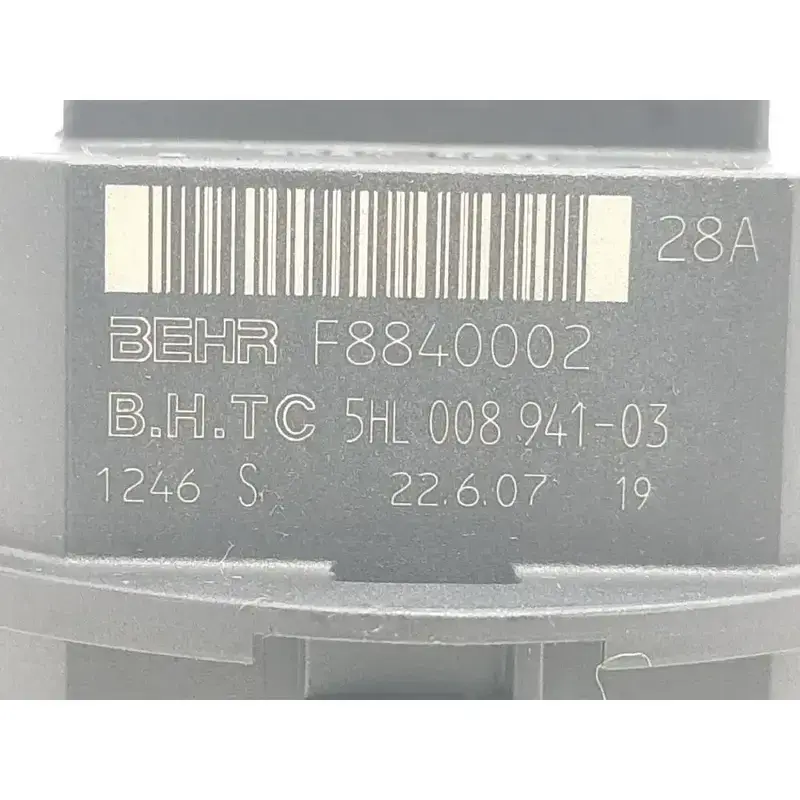 28A
BEHR F8840002
B.H.TC 5HL 008 941-03
1246 S 22.6.07 19